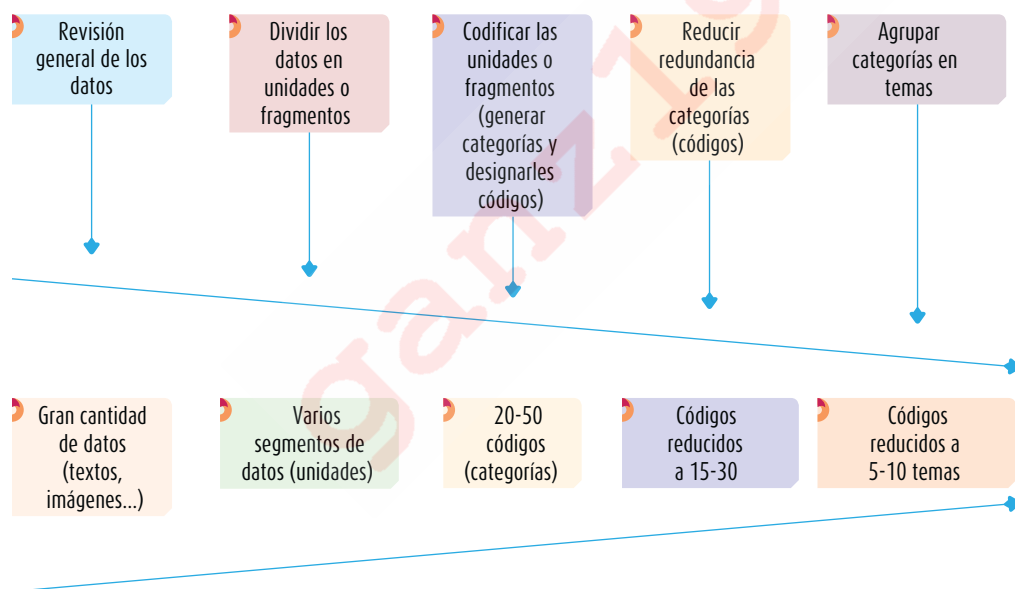 Revisión
general de los
datos
Dividir los
datos en
unidades o
fragmentos
Codificar las
unidades o
fragmentos
(generar
categorías y
designarles
códigos)
Reducir
redundancia
de las
categorías
(códigos)
Agrupar
categorías en
temas
Gran cantidad
de datos
(textos,
imágenes...)
Varios
segmentos de
datos (unidades)
20-50
códigos
(categorías)
Códigos
reducidos
a 15-30
Códigos
reducidos a
5-10 temas
ganz19